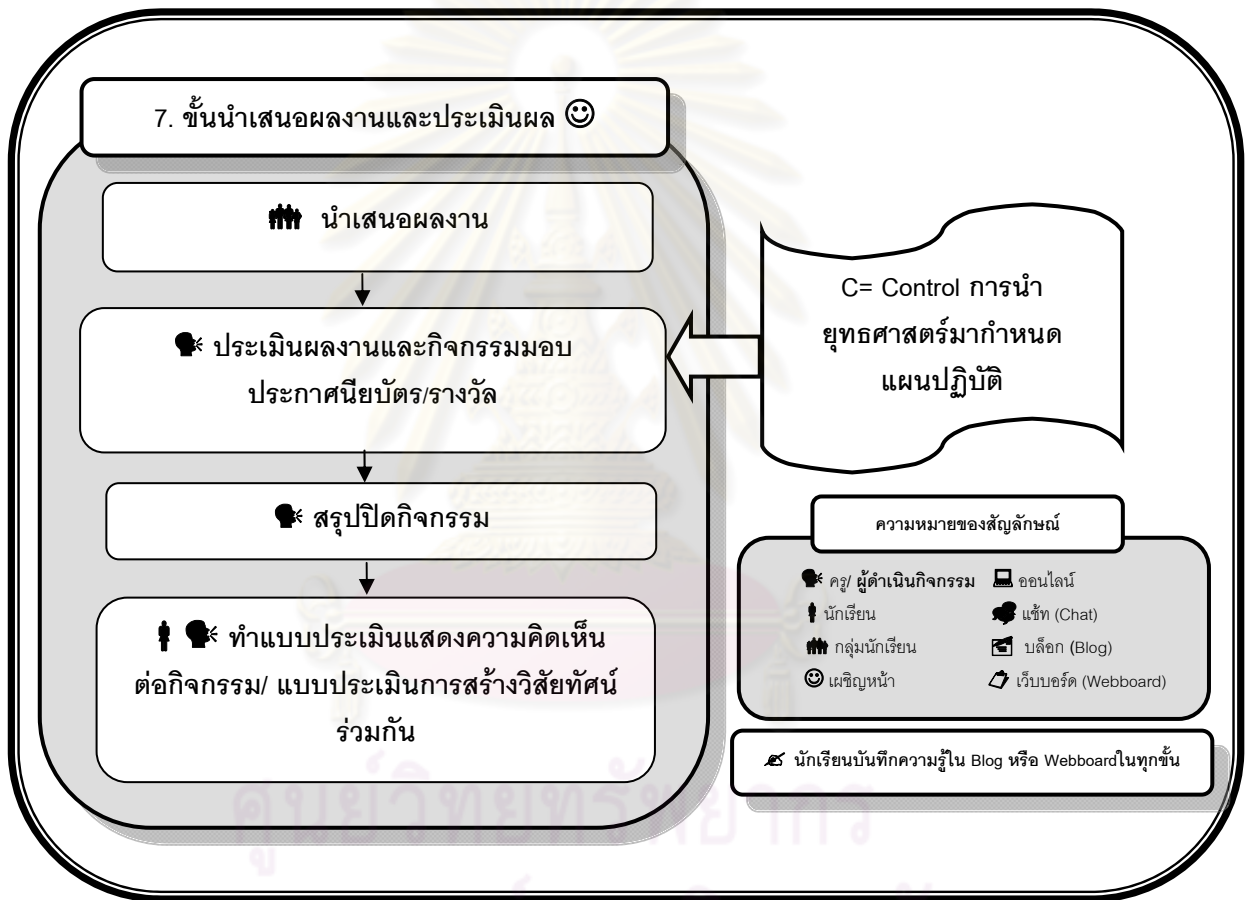 7. ขั้นนำเสนอผลงานและประเมินผล ☺
นำเสนอผลงาน
ประเมินผลงานและกิจกรรมมอบ
ประกาศนียบัตร/รางวัล
สรุปปิดกิจกรรม
ทำแบบประเมินแสดงความคิดเห็น
ต่อกิจกรรม/ แบบประเมินการสร้างวิสัยทัศน์
ร่วมกัน
C= Control การนำ
ยุทธศาสตร์มากำหนด
แผนปฏิบัติ
ความหมายของสัญลักษณ์
ครู/ ผู้ดำเนินกิจกรรม
ออนไลน์
นักเรียน
แช้ท (Chat)
กลุ่มนักเรียน
บล็อก (Blog)
เผชิญหน้า
เว็บบอร์ด (Webboard)
นักเรียนบันทึกความรู้ใน Blog หรือ Webboardในทุกขั้น
ศูนย์วิทยทรัพยากร